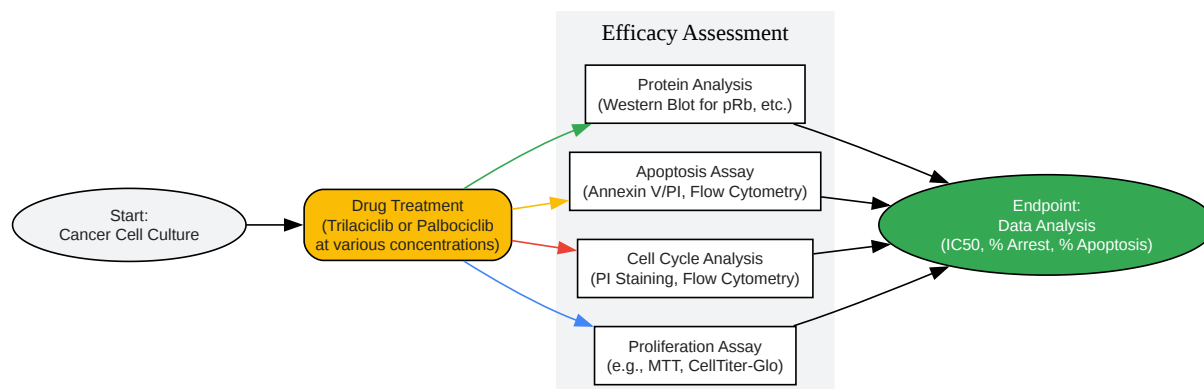 Efficacy Assessment
Start:
Cancer Cell Culture
Drug Treatment
(Trilaciclib or Palbociclib
at various concentrations)
Protein Analysis
(Western Blot for pRb, etc.)
Apoptosis Assay
(Annexin V/PI, Flow Cytometry)
Cell Cycle Analysis
(PI Staining, Flow Cytometry)
Proliferation Assay
(e.g., MTT, CellTiter-Glo)
Endpoint:
Data Analysis
(IC50, % Arrest, % Apoptosis)